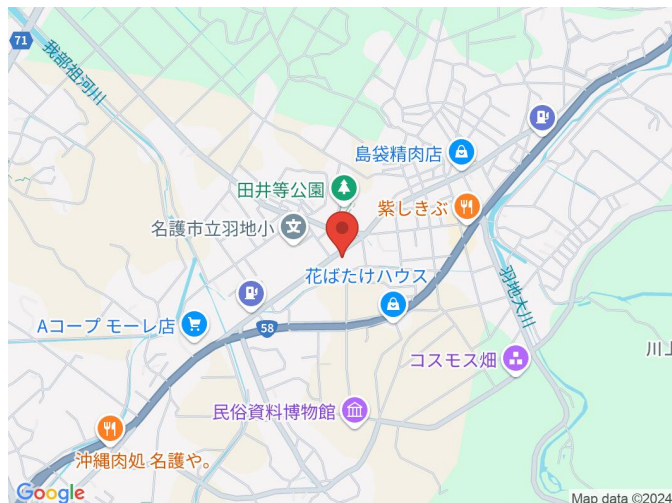 71
我部祖河川
島袋精肉店
田井等公園
紫しきぶ
名護市立羽地小
文
花ばたけハウス
羽地大川
Aコープ モーレ店
58
コスモス畑
川上
民俗資料博物館
沖縄肉処 名護や。
Google
Map data ©2024